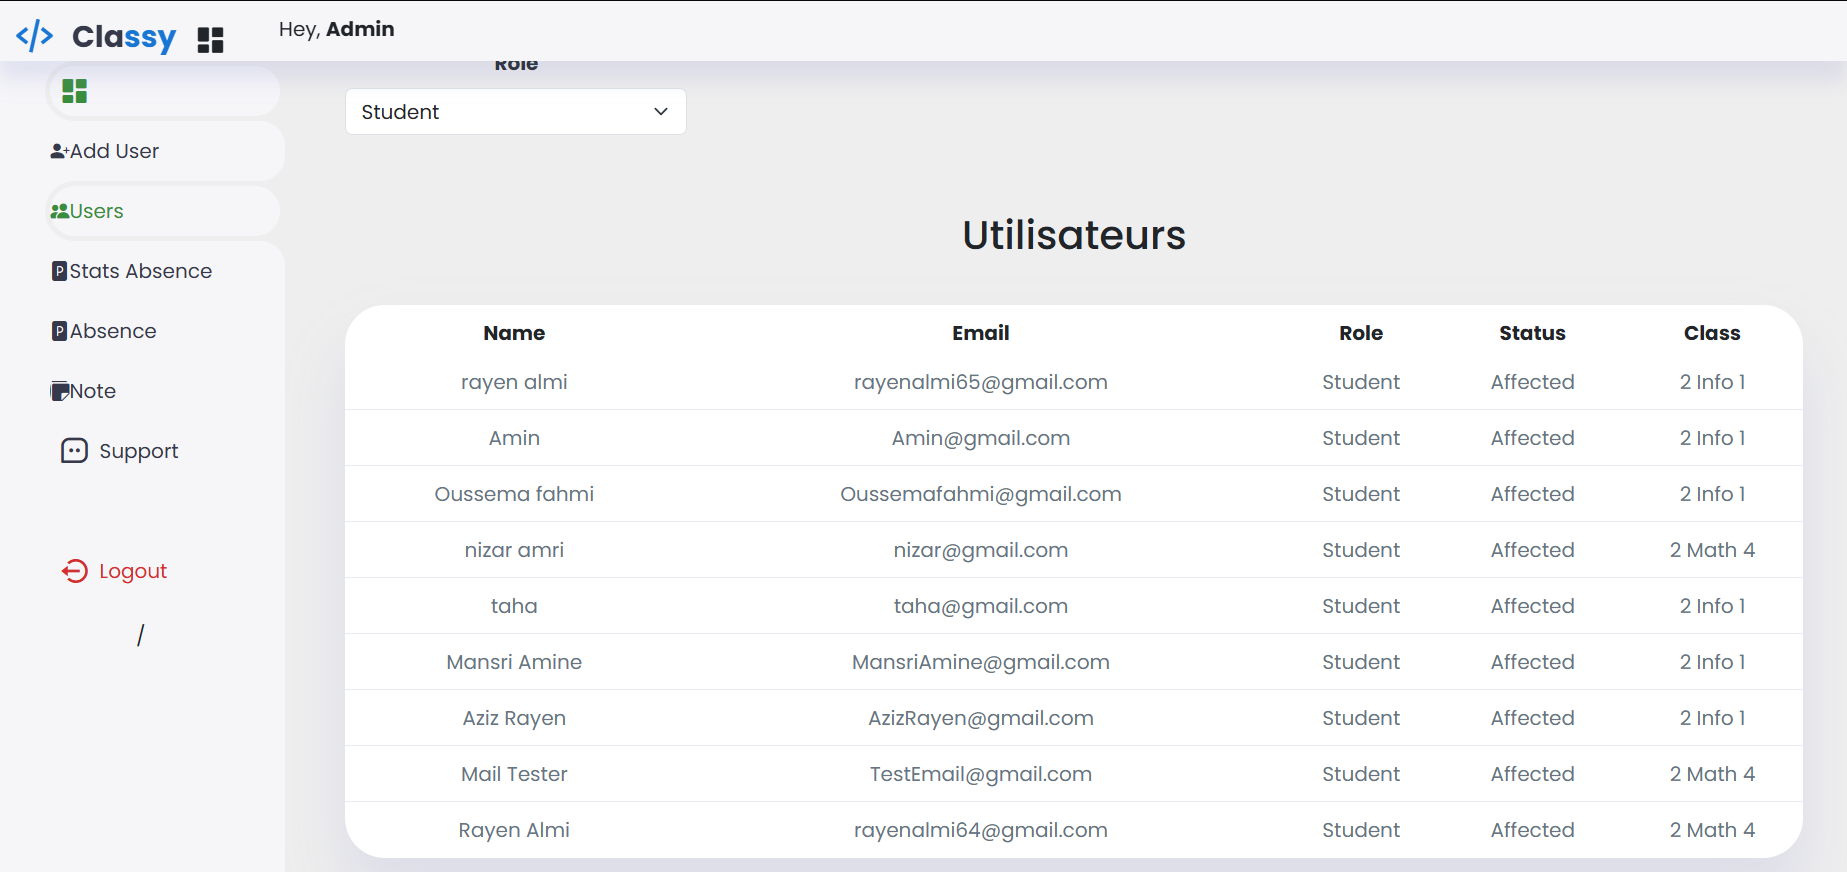 </> Classy
Hey, Admin
Role
Student
Add User
Users
Stats Absence
Absence
Note
Support
Logout
/
Utilisateurs
Name Email Role Status Class
rayen almi rayenalmi65@gmail.com Student Affected 2 Info 1
Amin Amin@gmail.com Student Affected 2 Info 1
Oussema fahmi Oussemafahmi@gmail.com Student Affected 2 Info 1
nizar amri nizar@gmail.com Student Affected 2 Math 4
taha taha@gmail.com Student Affected 2 Info 1
Mansri Amine MansriAmine@gmail.com Student Affected 2 Info 1
Aziz Rayen AzizRayen@gmail.com Student Affected 2 Info 1
Mail Tester TestEmail@gmail.com Student Affected 2 Math 4
Rayen Almi rayenalmi64@gmail.com Student Affected 2 Math 4